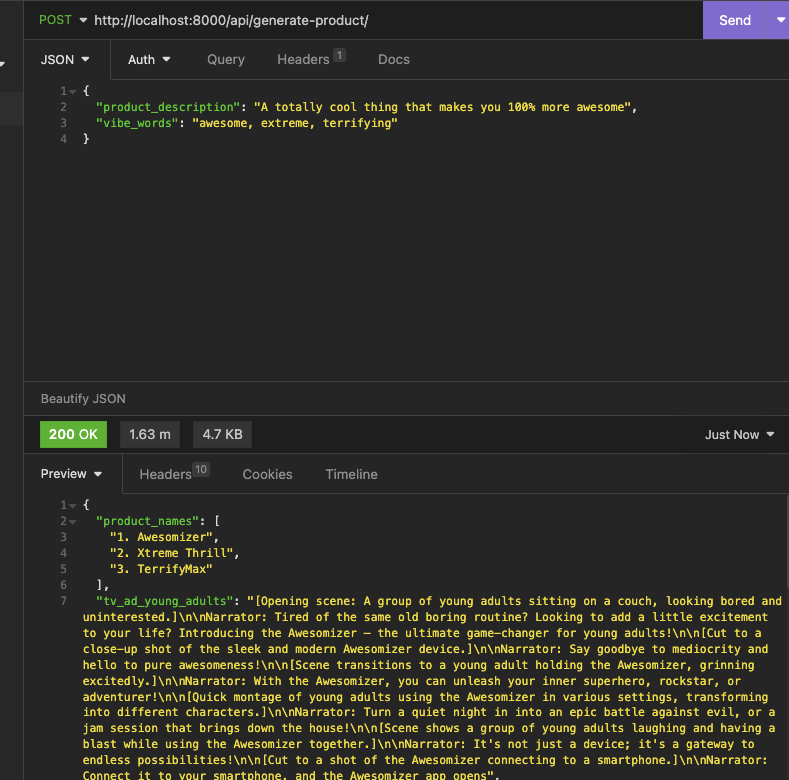 POST http://localhost:8000/api/generate-product/ Send
JSON Auth Query Headers 1 Docs
1 {
2 "product_description": "A totally cool thing that makes you 100% more awesome",
3 "vibe_words": "awesome, extreme, terrifying"
4 }
Beautify JSON
200 OK 1.63 m 4.7 KB Just Now
Preview Headers 10 Cookies Timeline
1 {
2 "product_names": [
3 "1. Awesomizer",
4 "2. Xtreme Thrill",
5 "3. TerrifyMax"
6 ],
7 "tv_ad_young_adults": "[Opening scene: A group of young adults sitting on a couch, looking bored and
uninterested.]\n\nNarrator: Tired of the same old boring routine? Looking to add a little excitement
to your life? Introducing the Awesomizer – the ultimate game-changer for young adults!\n\n[Cut to a
close-up shot of the sleek and modern Awesomizer device.]\n\nNarrator: Say goodbye to mediocrity and
hello to pure awesomeness!\n\n[Scene transitions to a young adult holding the Awesomizer, grinning
excitedly.]\n\nNarrator: With the Awesomizer, you can unleash your inner superhero, rockstar, or
adventurer!\n\n[Quick montage of young adults using the Awesomizer in various settings, transforming
into different characters.]\n\nNarrator: Turn a quiet night in into an epic battle against evil, or a
jam session that brings down the house!\n\n[Scene shows a group of young adults laughing and having a
blast while using the Awesomizer together.]\n\nNarrator: It's not just a device; it's a gateway to
endless possibilities!\n\n[Cut to a shot of the Awesomizer connecting to a smartphone.]\n\nNarrator:
Connect it to your smartphone, and the Awesomizer app opens",